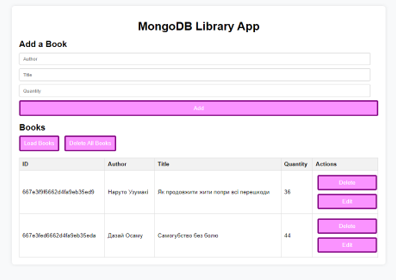 MongoDB Library App
Add a Book
Author
Title
Quantity
Add
Books
Load Books Delete All Books
ID Author Title Quantity Actions
667e3f9f6662d4fa9eb35ed9 Наруто Узумакі Як продовжити жити попри всі перешкоди 36 Delete
Edit
667e3fed6662d4fa9eb35eda Дазай Осаму Самогубство без болю 44 Delete
Edit